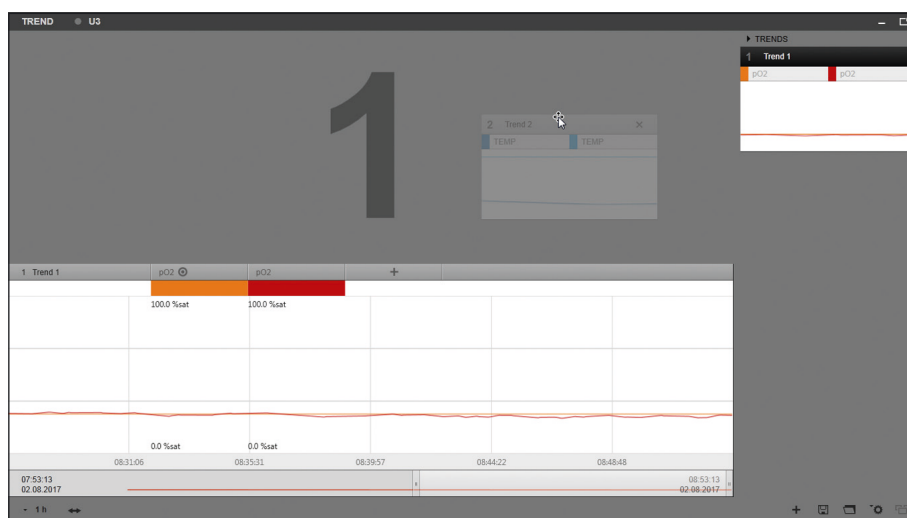 TREND U3
TRENDS
1 Trend 1
pO2 pO2
1
2 Trend 2
TEMP TEMP
1 Trend 1 pO2 pO2 +
100.0 %sat 100.0 %sat
0.0 %sat 0.0 %sat
08:31:06 08:35:31 08:39:57 08:44:22 08:48:48
07:53:13 08:53:13
02.08.2017 02.08.2017
- 1 h